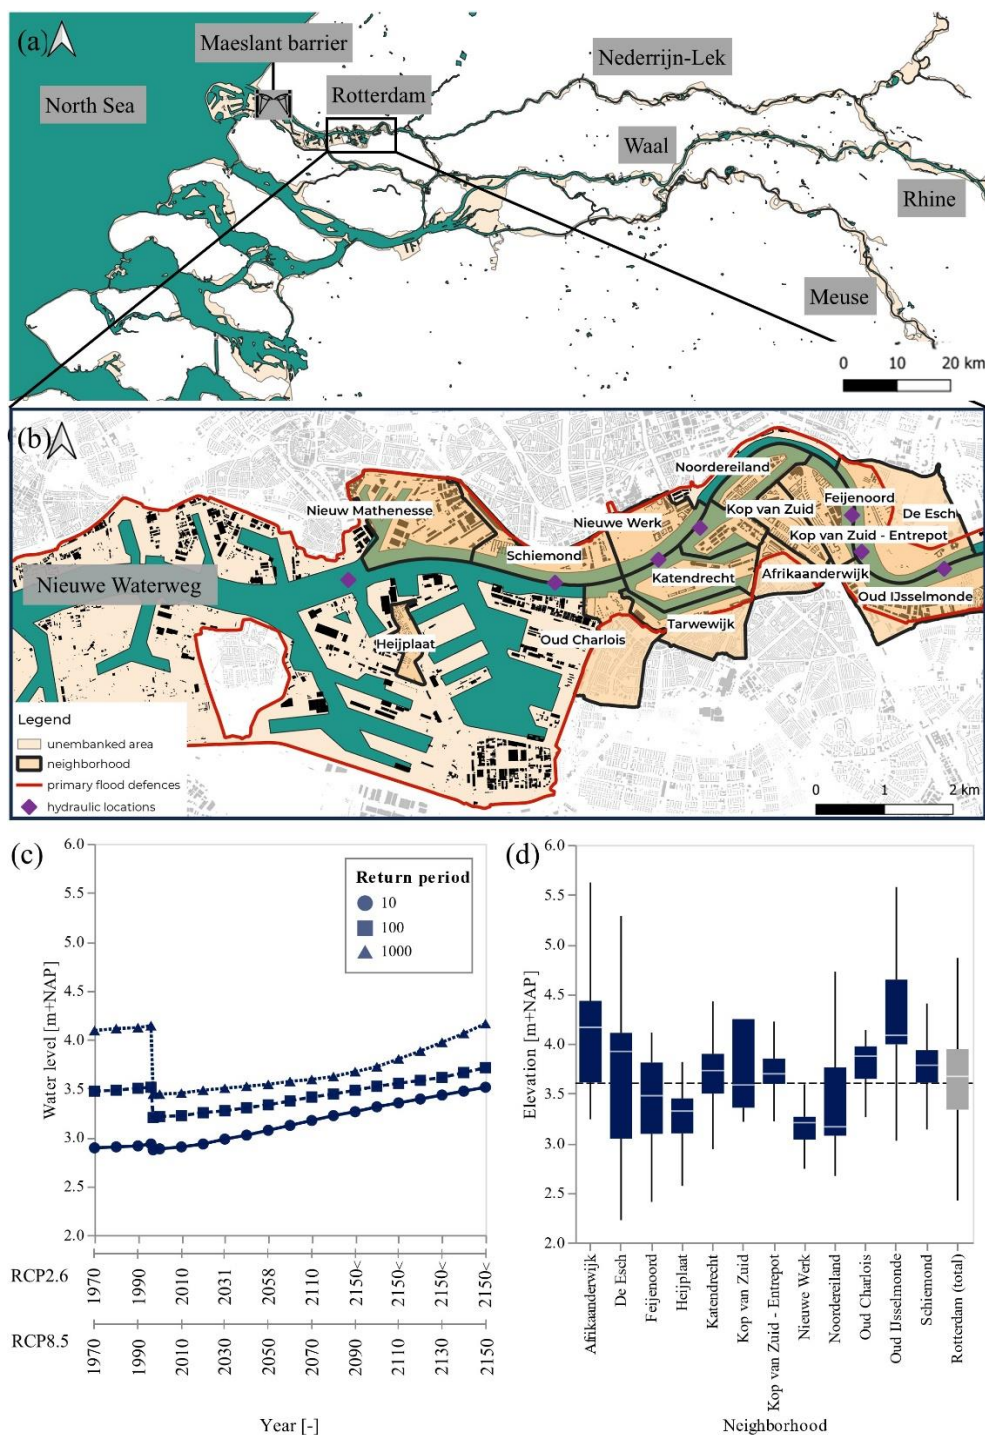 (a)
Maeslant barrier
North Sea
Rotterdam
Nederrijn-Lek
Waal
Rhine
Meuse
0 10 20 km
(b)
Nieuw Mathenesse
Noordereiland
Nieuwe Werk
Kop van Zuid
Feijenoord
De Esch
Kop van Zuid - Entrepot
Schiemond
Nieuwe Waterweg
Katendrecht
Afrikaanderwijk
Oud IJsselmonde
Tarwewijk
Heijplaat
Oud Charlois
Legend
unembanked area
neighborhood
primary flood defences
hydraulic locations
0 1 2 km
(c)
Water level [m+NAP]
6.0
5.5
5.0
4.5
4.0
3.5
3.0
2.5
2.0
Return period
10
100
1000
RCP2.6
1970
1990
2010
2031
2058
2110
2150<
2150<
2150<
2150<
RCP8.5
1970
1990
2010
2030
2050
2070
2090
2110
2130
2150
Year [-]
(d)
Elevation [m+NAP]
6.0
5.5
5.0
4.5
4.0
3.5
3.0
2.5
2.0
Afrikaanderwijk
De Esch
Feijenoord
Heijplaat
Katendrecht
Kop van Zuid
Kop van Zuid - Entrepot
Nieuwe Werk
Noordereiland
Oud Charlois
Oud IJsselmonde
Schiemond
Rotterdam (total)
Neighborhood